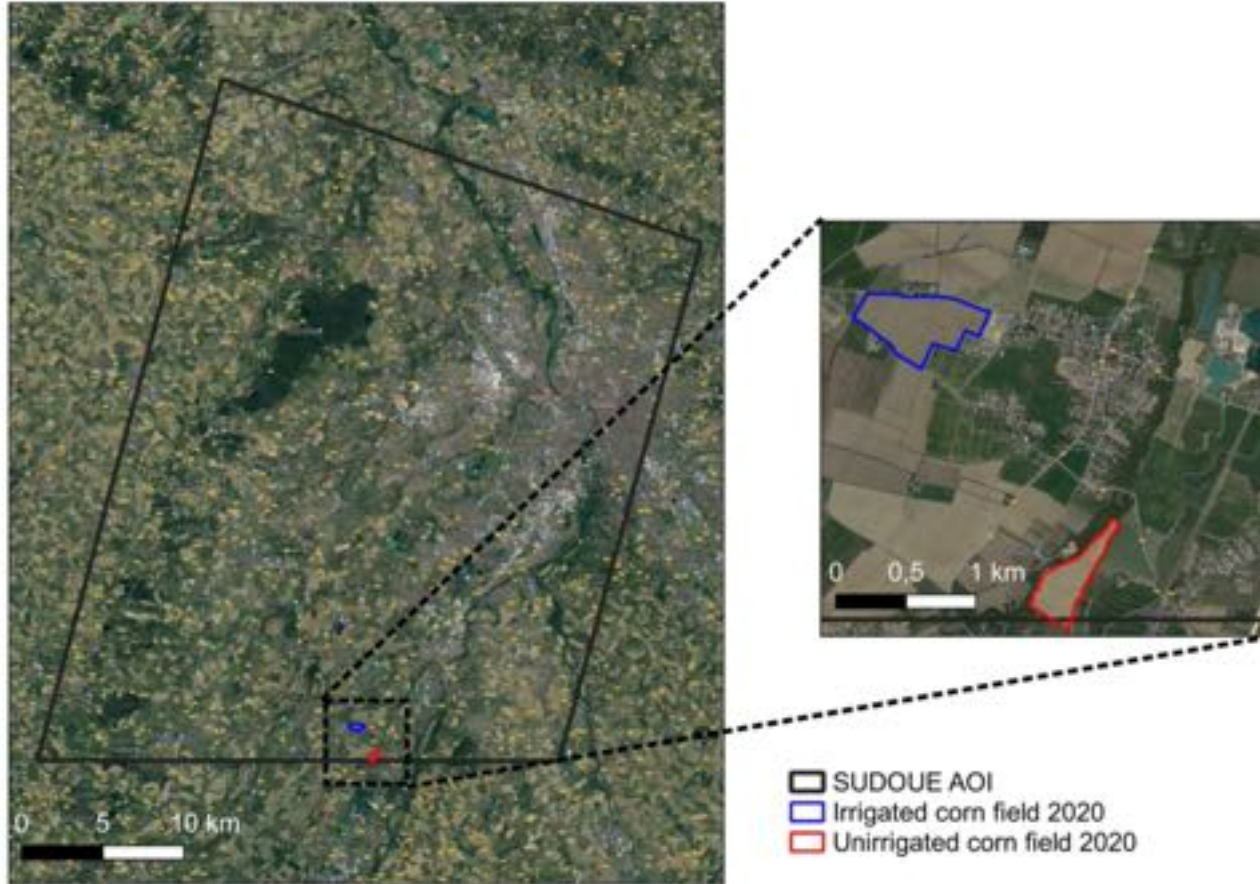 0 5 10 km
0 0,5 1 km
SUDOUE AOI
Irrigated corn field 2020
Unirrigated corn field 2020